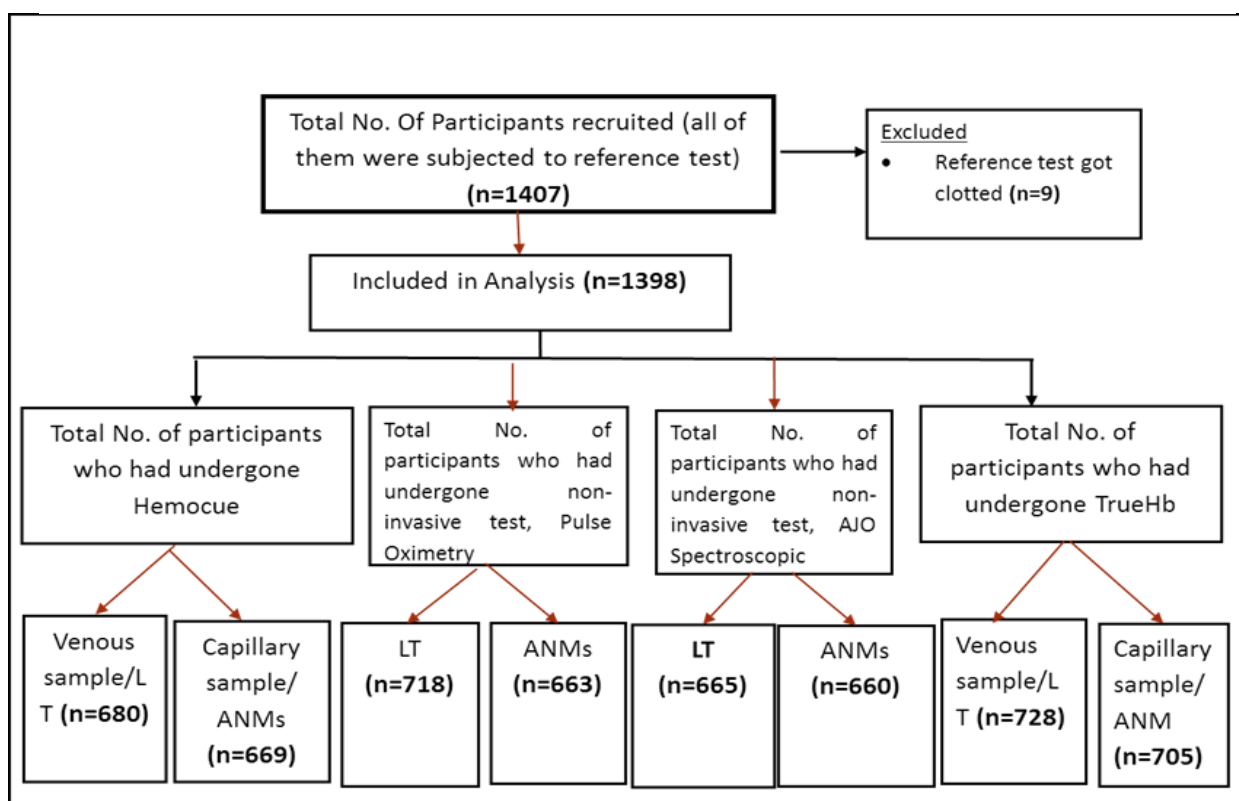 Total No. Of Participants recruited (all of
them were subjected to reference test)
(n=1407)
Excluded
• Reference test got
clotted (n=9)
Included in Analysis (n=1398)
Total No. of participants
who had undergone
Hemocue
Total No. of
participants who had
undergone non-
invasive test, Pulse
Oximetry
Total No. of
participants who had
undergone non-
invasive test, AJO
Spectroscopic
Total No. of
participants who had
undergone TrueHb
Venous
sample/L
T (n=680)
Capillary
sample/
ANMs
(n=669)
LT
(n=718)
ANMs
(n=663)
LT
(n=665)
ANMs
(n=660)
Venous
sample/L
T (n=728)
Capillary
sample/
ANM
(n=705)